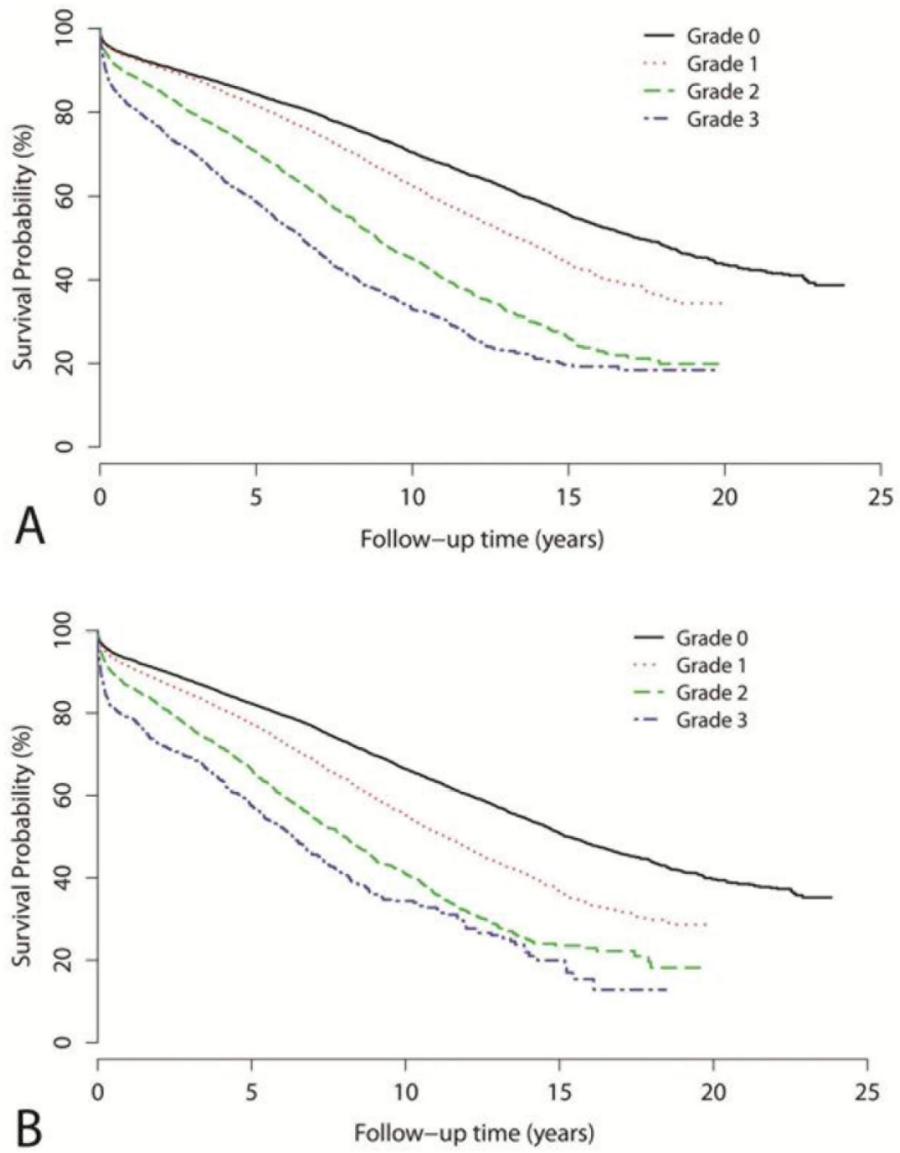 100
80
60
40
20
0
Survival Probability (%)
Grade 0
Grade 1
Grade 2
Grade 3
0 5 10 15 20 25
Follow−up time (years)
A
100
80
60
40
20
0
Survival Probability (%)
Grade 0
Grade 1
Grade 2
Grade 3
0 5 10 15 20 25
Follow−up time (years)
B